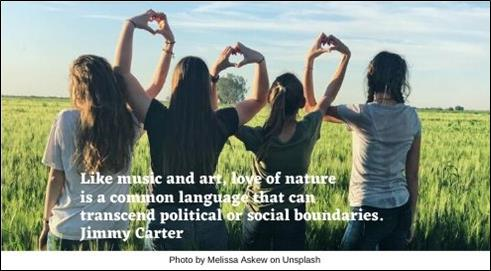 Like music and art, love of nature
is a common language that can
transcend political or social boundaries.
Jimmy Carter
Photo by Melissa Askew on Unsplash